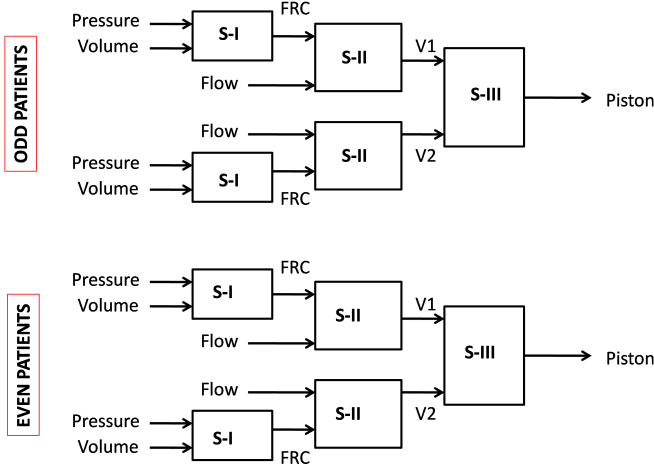 ODD PATIENTS
Pressure
Volume
S-I
FRC
Flow
S-II
V1
S-III
Piston
Flow
S-II
V2
Pressure
Volume
S-I
FRC
EVEN PATIENTS
Pressure
Volume
S-I
FRC
Flow
S-II
V1
S-III
Piston
Flow
S-II
V2
Pressure
Volume
S-I
FRC